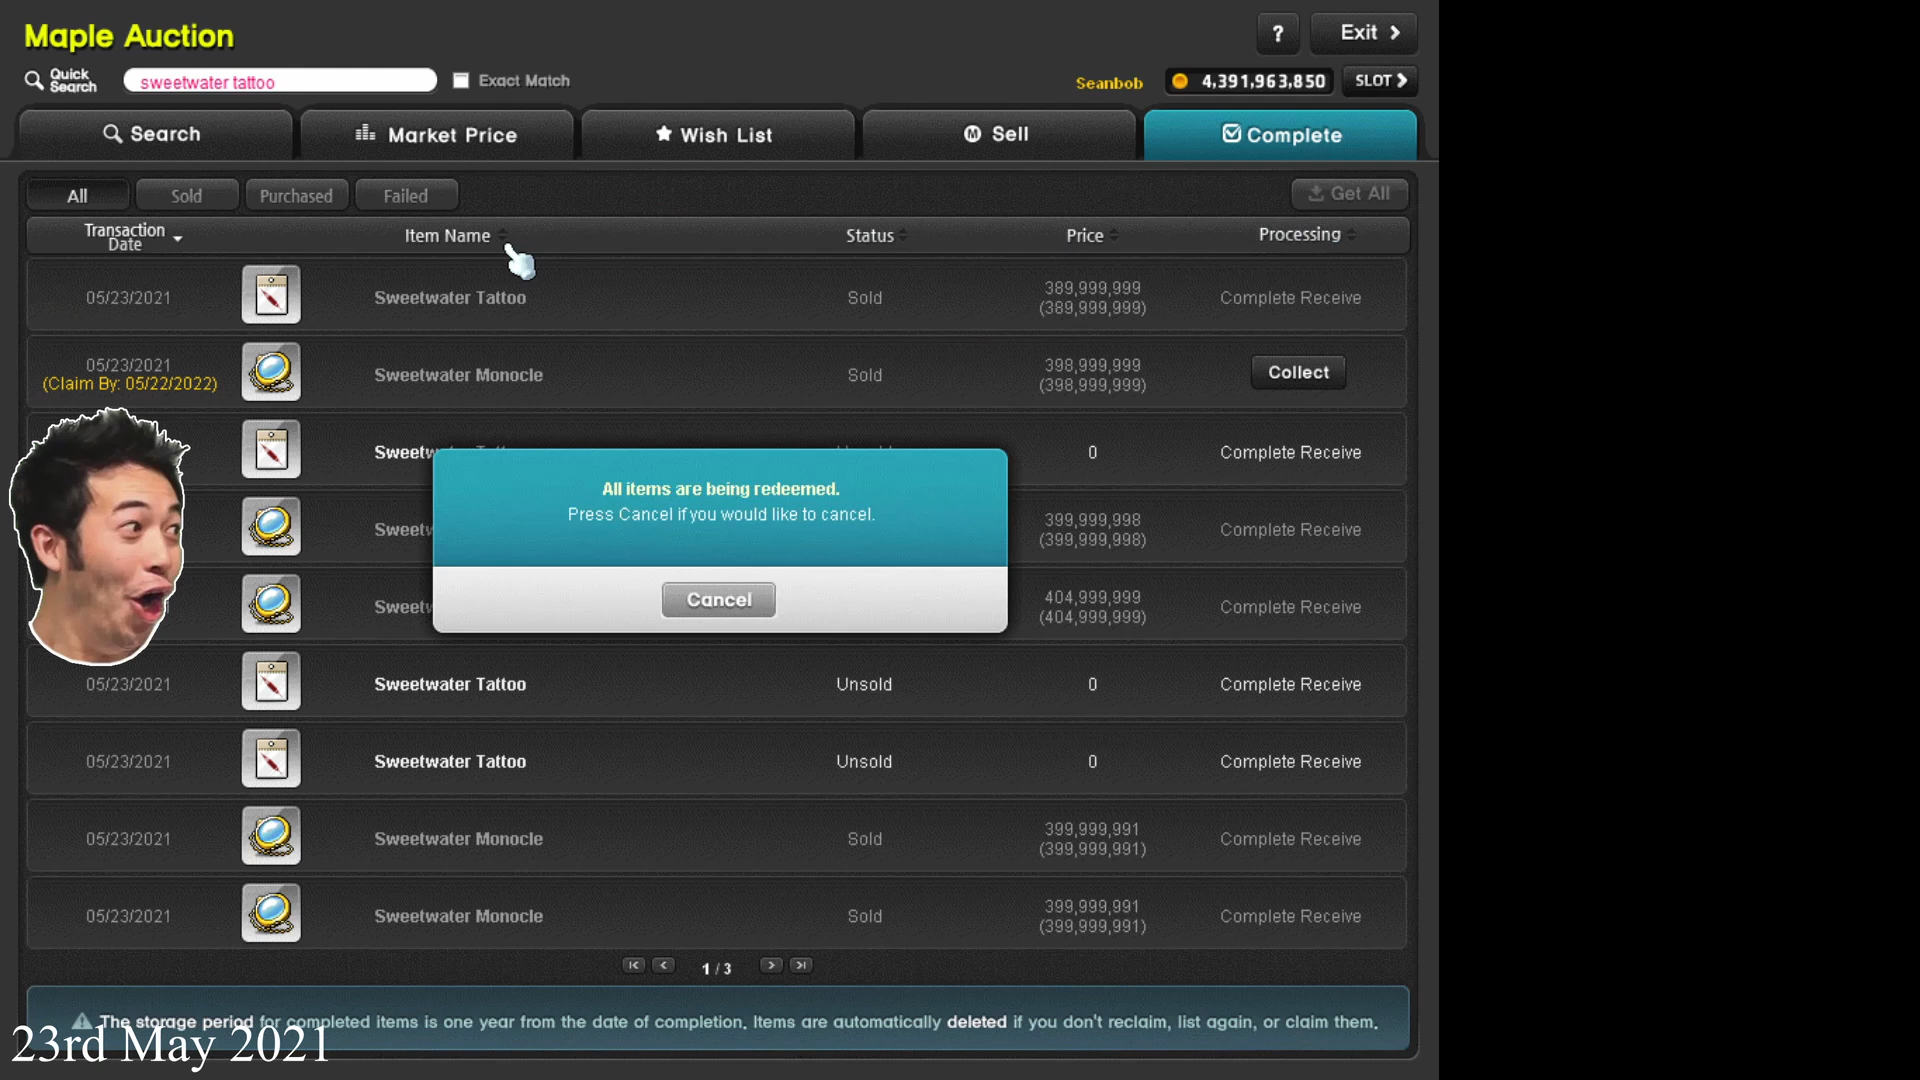 Maple Auction
? Exit
Quick Search
sweetwater tattoo
Exact Match
Seanbob
4,391,963,850
SLOT
Search
Market Price
Wish List
Sell
Complete
All
Sold
Purchased
Failed
Get All
Transaction Date
Item Name
Status
Price
Processing
05/23/2021
Sweetwater Tattoo
Sold
389,999,999
(389,999,999)
Complete Receive
05/23/2021
(Claim By: 05/22/2022)
Sweetwater Monocle
Sold
398,999,999
(398,999,999)
Collect
0
Complete Receive
399,999,998
(399,999,998)
Complete Receive
404,999,999
(404,999,999)
Complete Receive
All items are being redeemed.
Press Cancel if you would like to cancel.
Cancel
05/23/2021
Sweetwater Tattoo
Unsold
0
Complete Receive
05/23/2021
Sweetwater Tattoo
Unsold
0
Complete Receive
05/23/2021
Sweetwater Monocle
Sold
399,999,991
(399,999,991)
Complete Receive
05/23/2021
Sweetwater Monocle
Sold
399,999,991
(399,999,991)
Complete Receive
1 / 3
The storage period for completed items is one year from the date of completion. Items are automatically deleted if you don't reclaim, list again, or claim them.
23rd May 2021